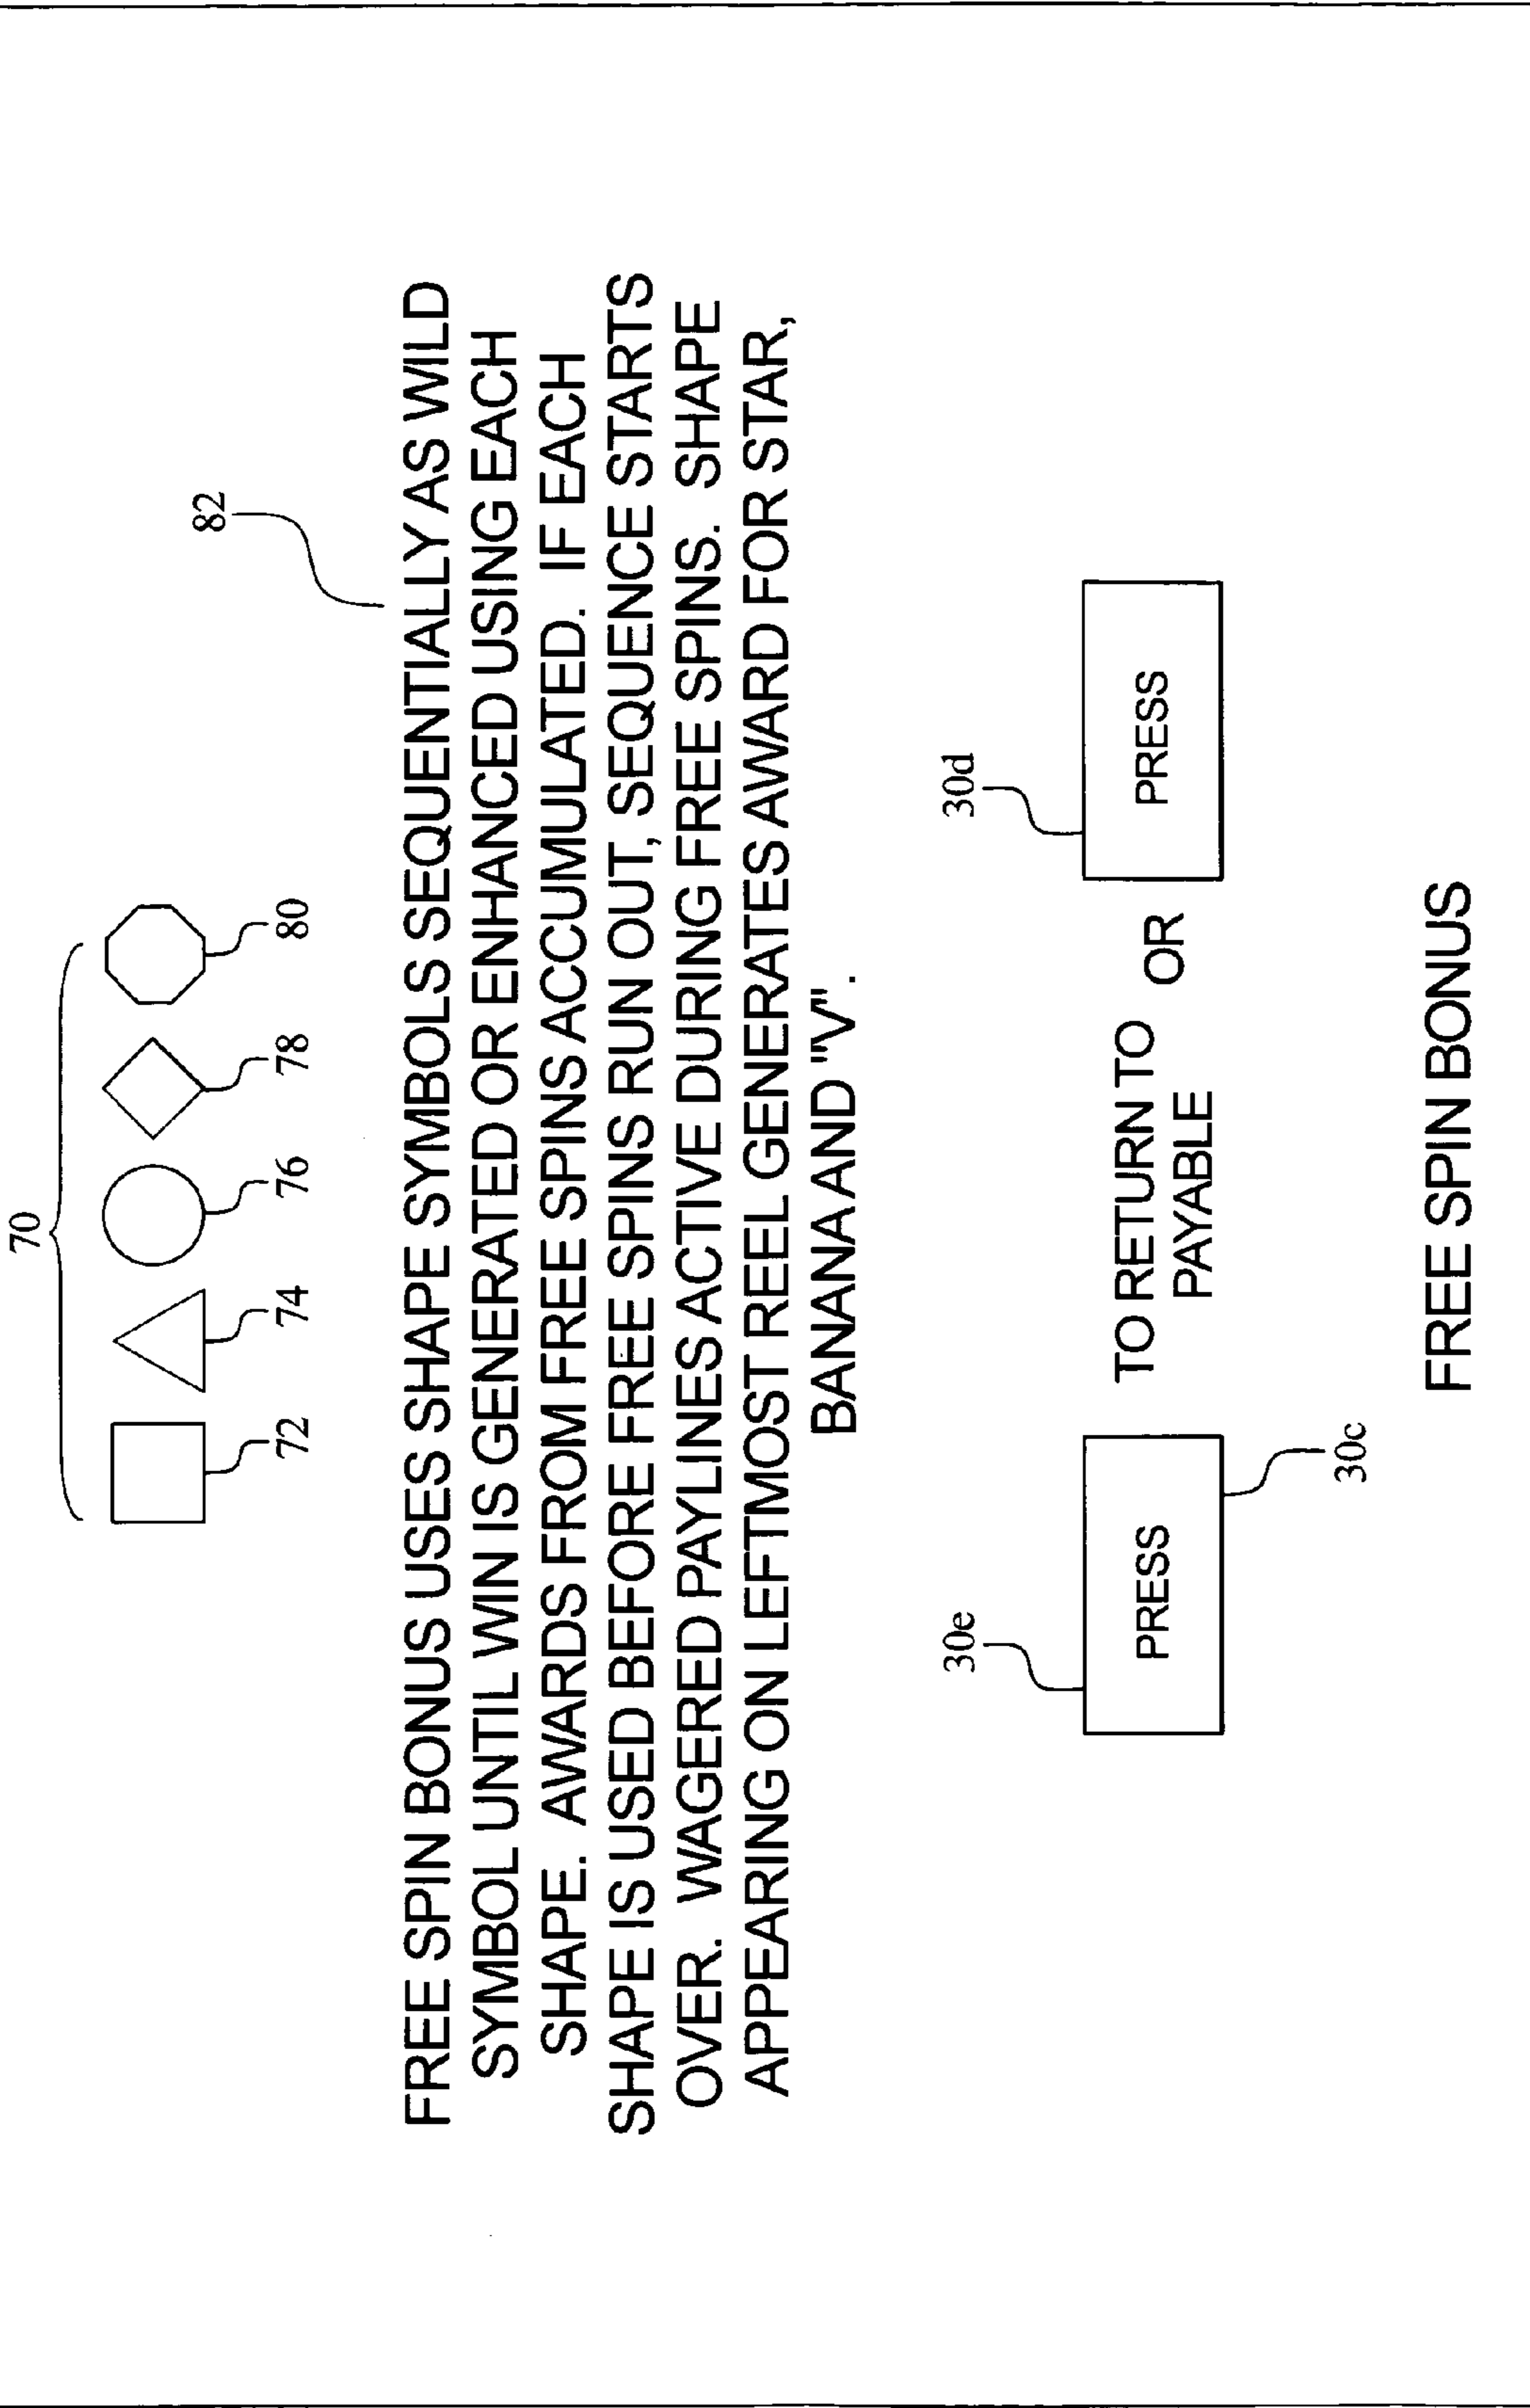 70
72 74 76 78 80
82
FREE SPIN BONUS USES SHAPE SYMBOLS SEQUENTIALLY AS WILD
SYMBOL UNTIL WIN IS GENERATED OR ENHANCED USING EACH
SHAPE. AWARDS FROM FREE SPINS ACCUMULATED. IF EACH
SHAPE IS USED BEFORE FREE SPINS RUN OUT, SEQUENCE STARTS
OVER. WAGERED PAYLINES ACTIVE DURING FREE SPINS. SHAPE
APPEARING ON LEFTMOST REEL GENERATES AWARD FOR STAR,
BANANA AND "V".
30e 30d
PRESS TO RETURN TO OR PRESS
PAYABLE
30c
FREE SPIN BONUS